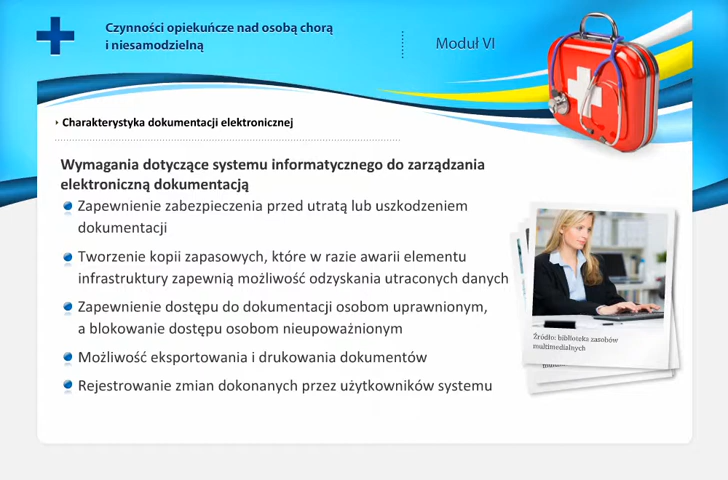 Czynności opiekuńcze nad osobą chorą
i niesamodzielną
Moduł VI
Charakterystyka dokumentacji elektronicznej
Wymagania dotyczące systemu informatycznego do zarządzania
elektroniczną dokumentacją
Zapewnienie zabezpieczenia przed utratą lub uszkodzeniem
dokumentacji
Tworzenie kopii zapasowych, które w razie awarii elementu
infrastruktury zapewnią możliwość odzyskania utraconych danych
Zapewnienie dostępu do dokumentacji osobom uprawnionym,
a blokowanie dostępu osobom nieupoważnionym
Możliwość eksportowania i drukowania dokumentów
Rejestrowanie zmian dokonanych przez użytkowników systemu
Źródło: biblioteka zasobów
multimedialnych